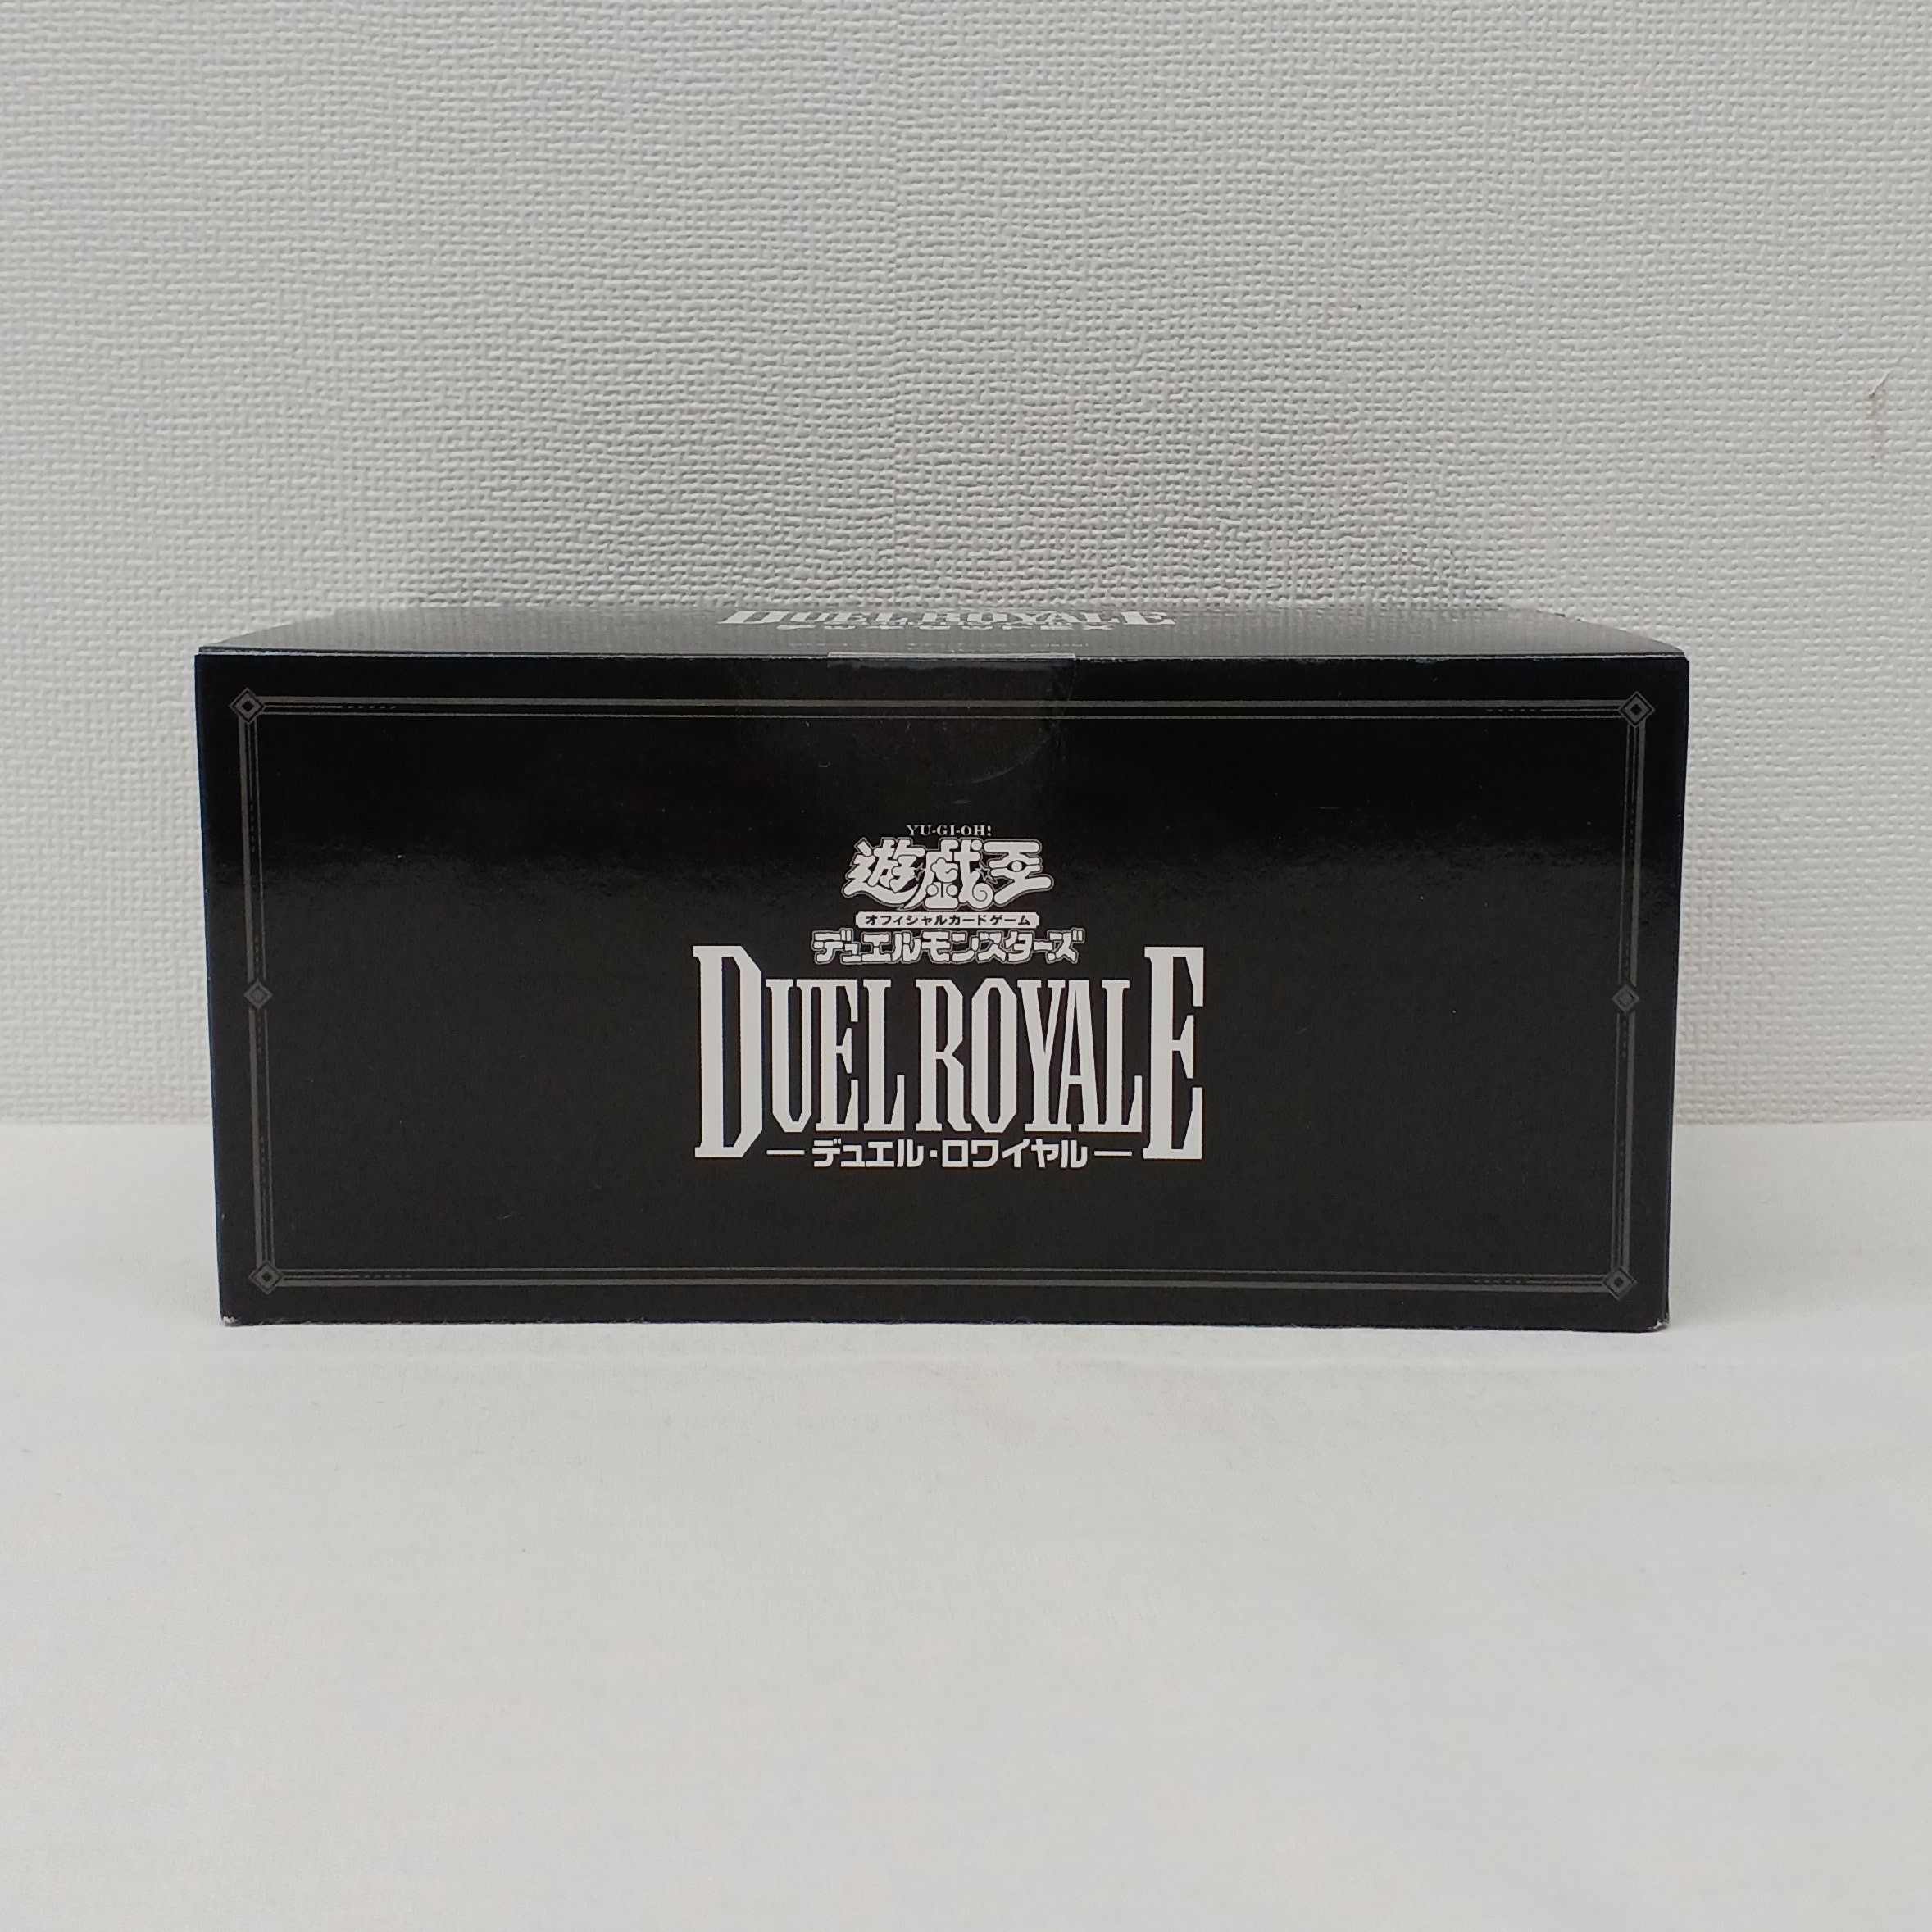 DUEL ROYALE
YU-GI-OH!
遊戯王
オフィシャルカードゲーム
デュエルモンスターズ
DUEL ROYALE
デュエル・ロワイヤル